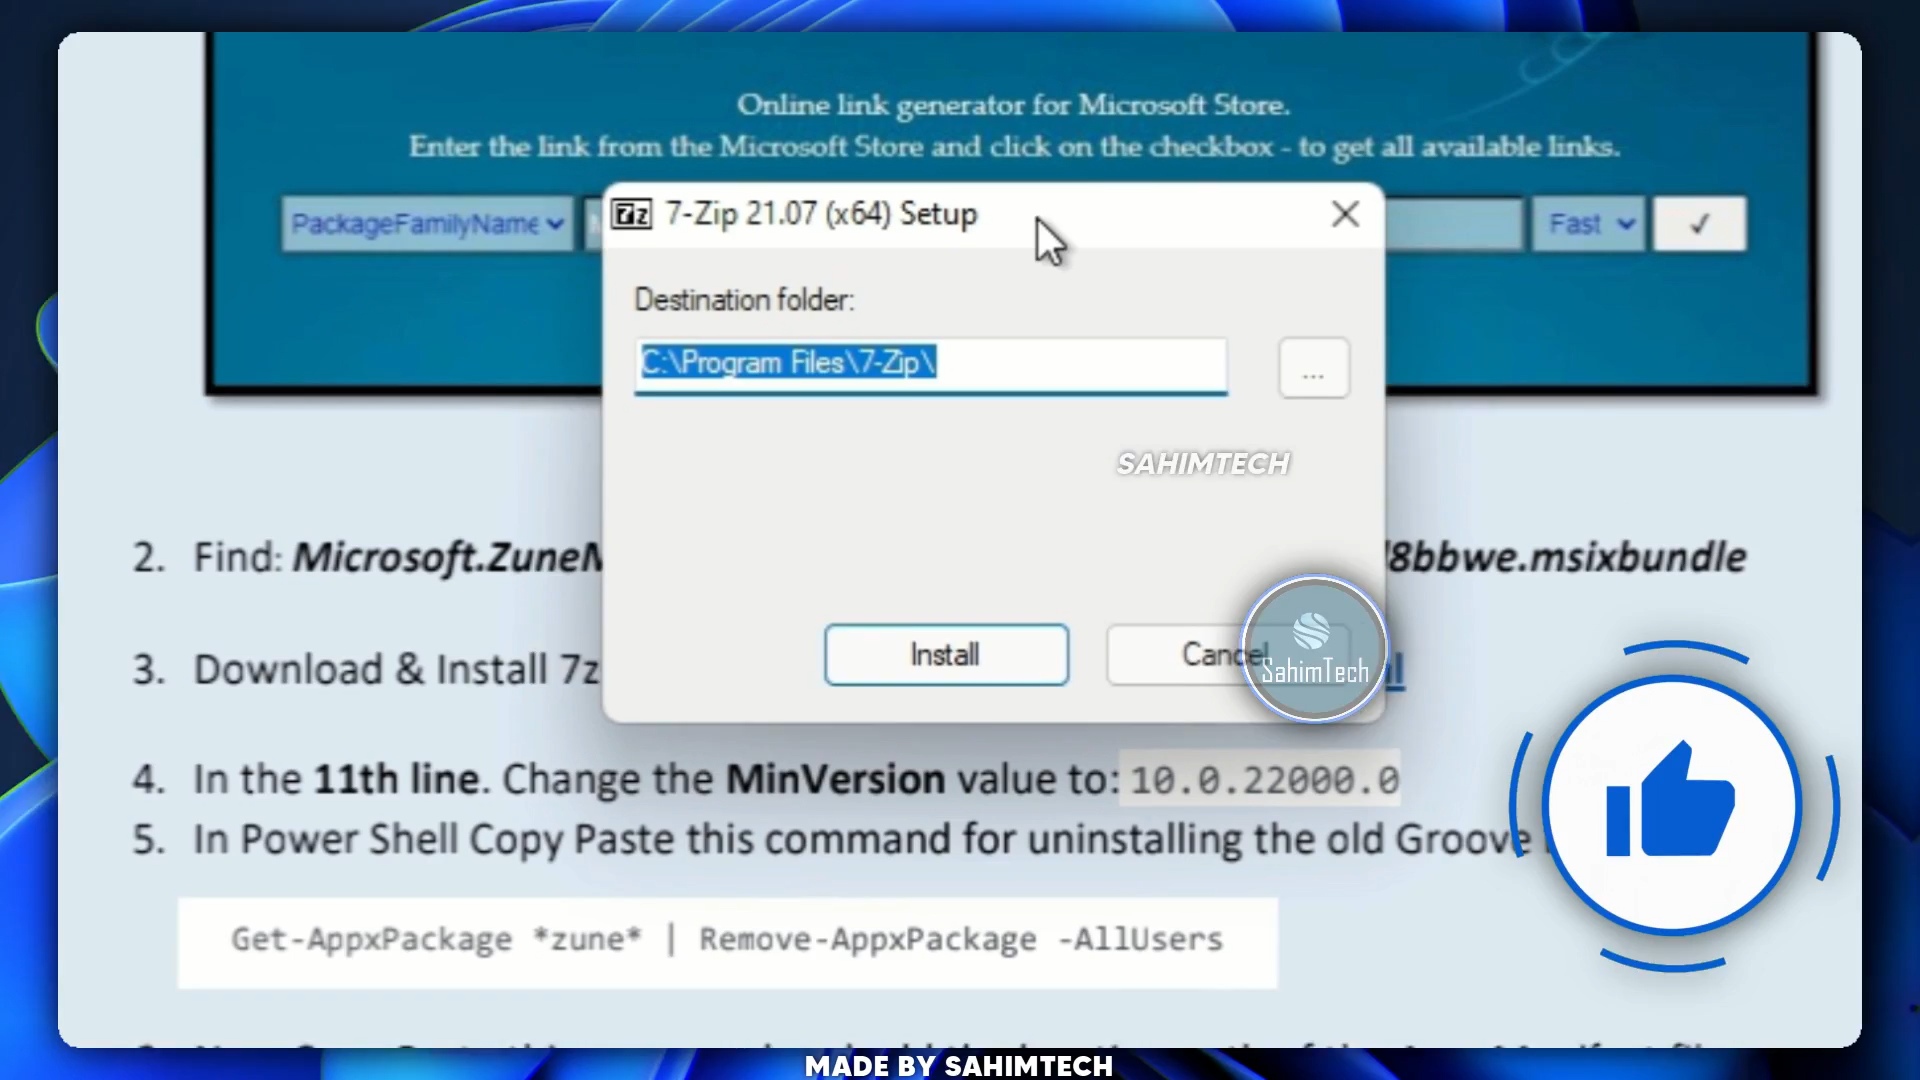 Online link generator for Microsoft Store.
Enter the link from the Microsoft Store and click on the checkbox - to get all available links.
PackageFamilyName
Fast ✓
7z 7-Zip 21.07 (x64) Setup
Destination folder:
C:\Program Files\7-Zip\
...
SAHIMTECH
2. Find: Microsoft.ZuneM 8bbwe.msixbundle
Install Cancel
SahimTech
3. Download & Install 7z
4. In the 11th line. Change the MinVersion value to: 10.0.22000.0
5. In Power Shell Copy Paste this command for uninstalling the old Groove
Get-AppxPackage *zune* | Remove-AppxPackage -AllUsers
MADE BY SAHIMTECH